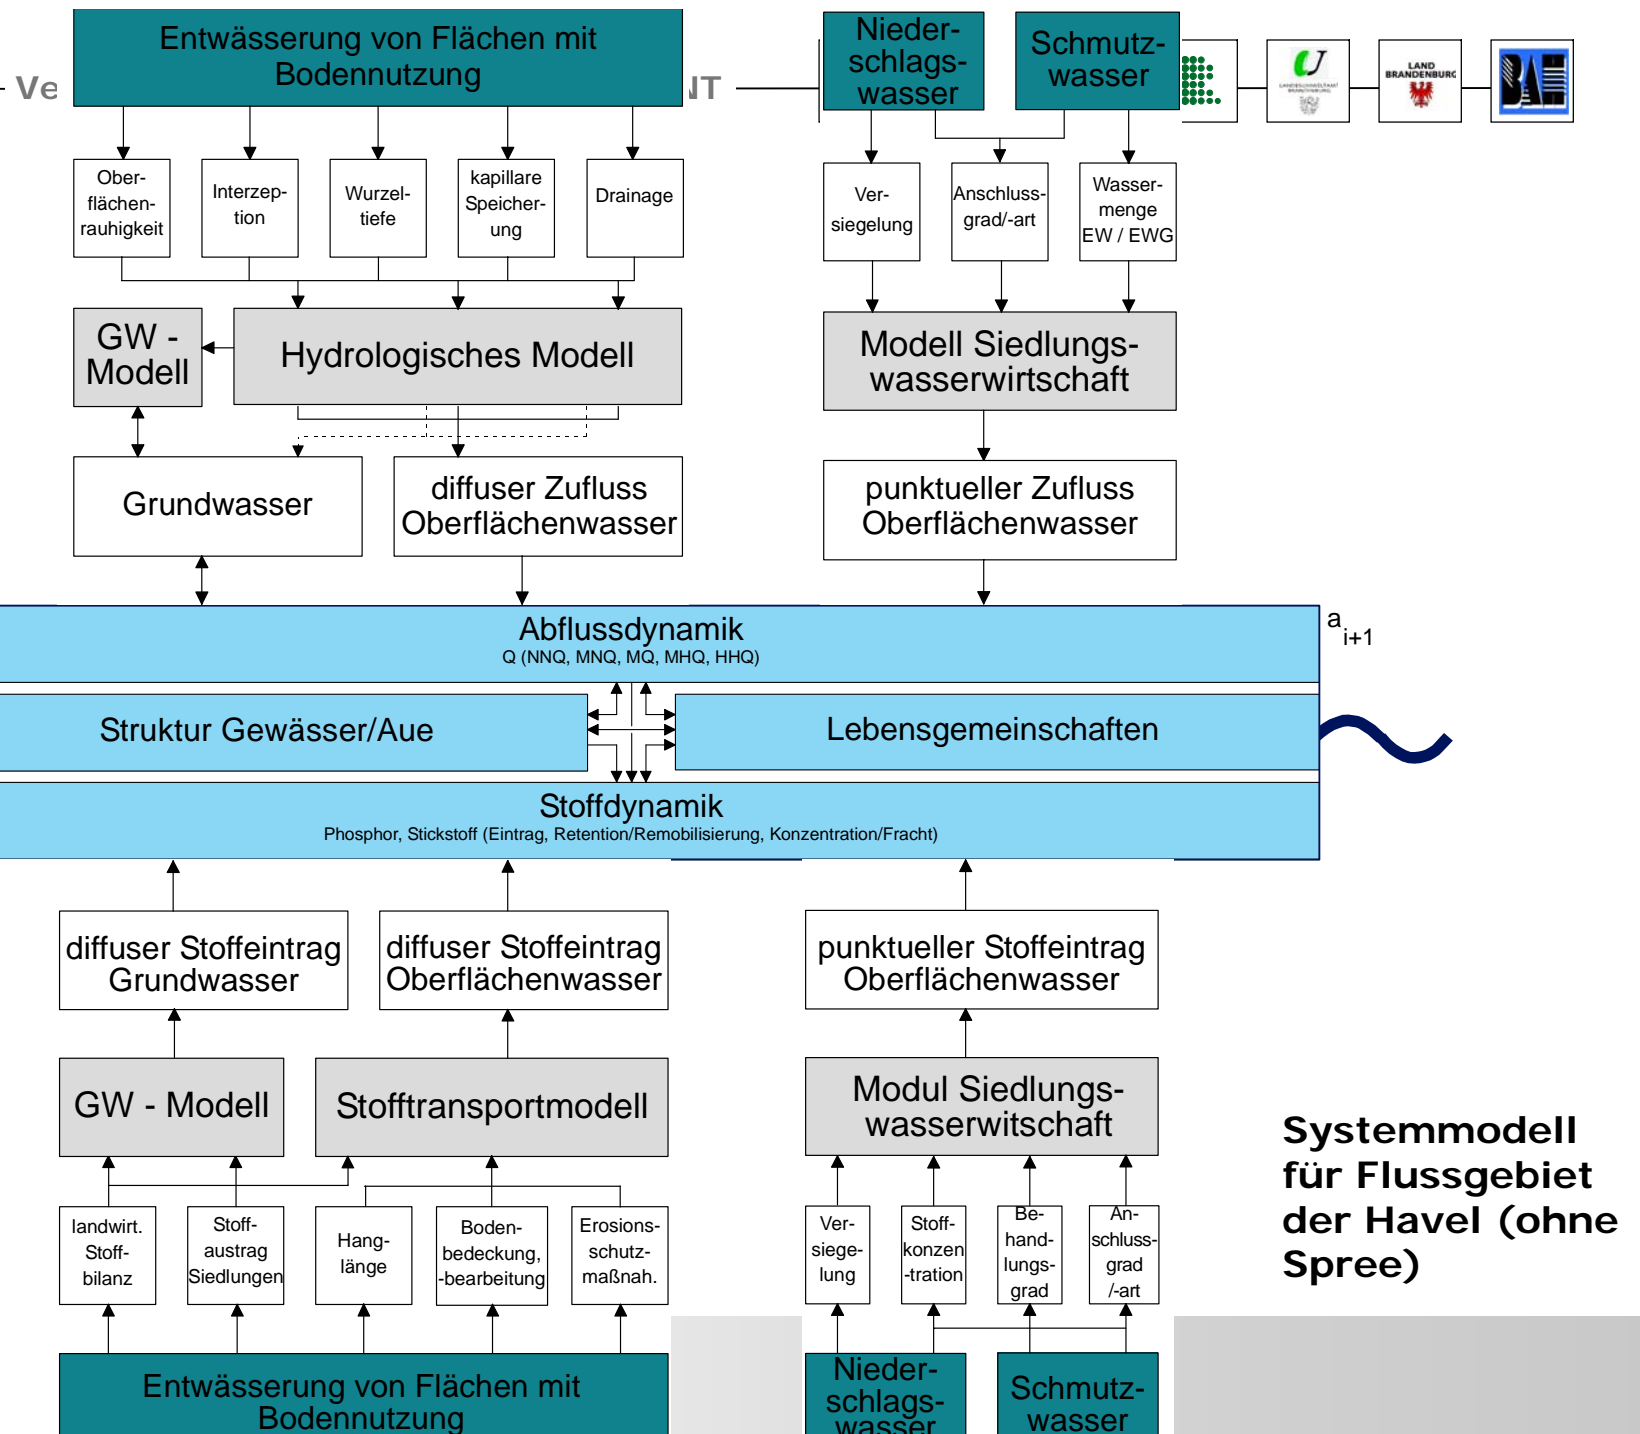 Entwässerung von Flächen mit
Bodennutzung
Nieder-
schlags-
wasser
Schmutz-
wasser
Ve
NT
LAND
BRANDENBURG
BAH
Ober-
flächen-
rauhigkeit
Interzep-
tion
Wurzel-
tiefe
kapillare
Speicher-
ung
Drainage
Ver-
siegelung
Anschluss-
grad/-art
Wasser-
menge
EW / EWG
GW -
Modell
Hydrologisches Modell
Modell Siedlungs-
wasserwirtschaft
Grundwasser
diffuser Zufluss
Oberflächenwasser
punktueller Zufluss
Oberflächenwasser
Abflussdynamik
Q (NNQ, MNQ, MQ, MHQ, HHQ)
a
i+1
Struktur Gewässer/Aue
Lebensgemeinschaften
Stoffdynamik
Phosphor, Stickstoff (Eintrag, Retention/Remobilisierung, Konzentration/Fracht)
diffuser Stoffeintrag
Grundwasser
diffuser Stoffeintrag
Oberflächenwasser
punktueller Stoffeintrag
Oberflächenwasser
GW - Modell
Stofftransportmodell
Modul Siedlungs-
wasserwitschaft
Systemmodell
für Flussgebiet
der Havel (ohne
Spree)
landwirt.
Stoff-
bilanz
Stoff-
austrag
Siedlungen
Hang-
länge
Boden-
bedeckung,
-bearbeitung
Erosions-
schutz-
maßnah.
Ver-
siege-
lung
Stoff-
konzen
-tration
Be-
hand-
lungs-
grad
An-
schluss-
grad
/-art
Entwässerung von Flächen mit
Bodennutzung
Nieder-
schlags-
wasser
Schmutz-
wasser